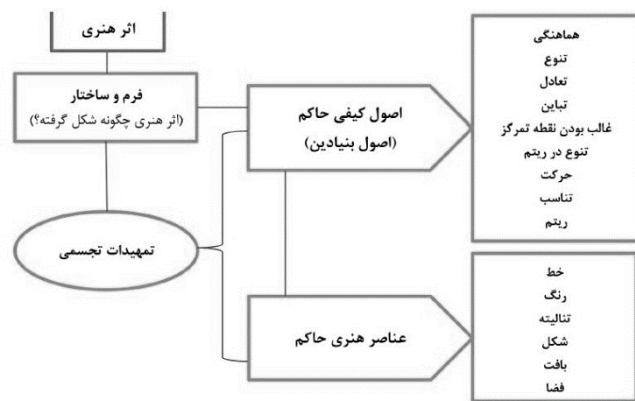 اثر هنری
فرم و ساختار
(اثر هنری چگونه شکل گرفته؟)
تمهیدات تجسمی
اصول کیفی حاکم
(اصول بنیادین)
هماهنگی
تنوع
تعادل
تباین
غالب بودن نقطه تمرکز
تنوع در ریتم
حرکت
تناسب
ریتم
عناصر هنری حاکم
خط
رنگ
تنالیته
شکل
بافت
فضا